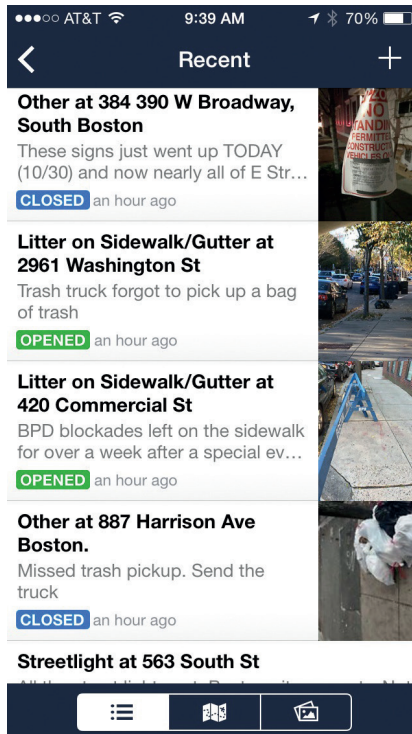 AT&T 9:39 AM 70%
Recent
Other at 384 390 W Broadway,
South Boston
These signs just went up TODAY
(10/30) and now nearly all of E Str...
CLOSED an hour ago
NO
PERMITTE
CONSTRUCT
VEHICLES
Litter on Sidewalk/Gutter at
2961 Washington St
Trash truck forgot to pick up a bag
of trash
OPENED an hour ago
Litter on Sidewalk/Gutter at
420 Commercial St
BPD blockades left on the sidewalk
for over a week after a special ev...
OPENED an hour ago
Other at 887 Harrison Ave
Boston.
Missed trash pickup. Send the
truck
CLOSED an hour ago
Streetlight at 563 South St